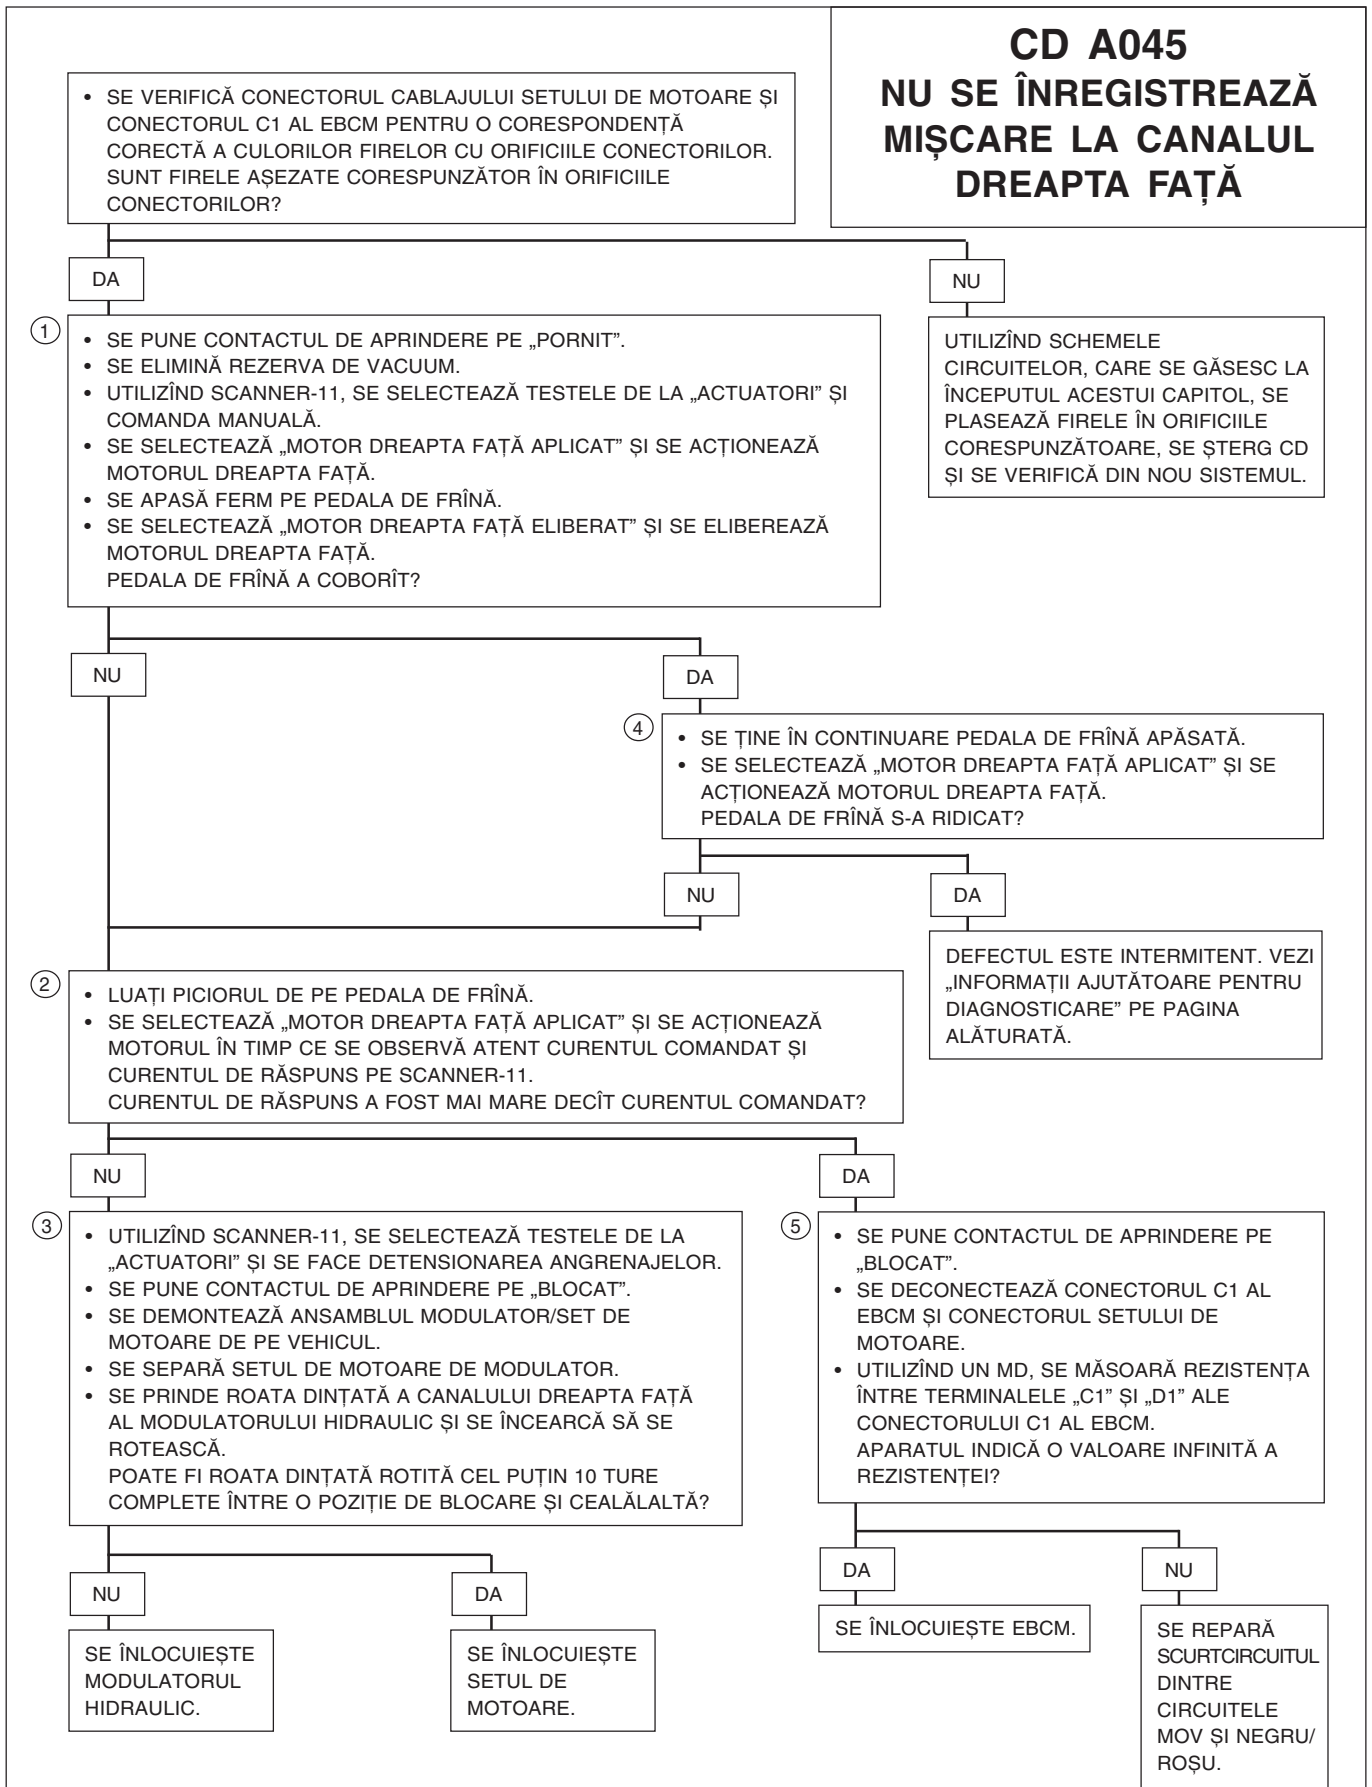 CD A045
NU SE ÎNREGISTREAZĂ
MIȘCARE LA CANALUL
DREAPTA FAȚĂ
• SE VERIFICĂ CONECTORUL CABLAJULUI SETULUI DE MOTOARE ȘI
CONECTORUL C1 AL EBCM PENTRU O CORESPONDENȚĂ
CORECTĂ A CULORILOR FIRELOR CU ORIFICIILE CONECTORILOR.
SUNT FIRELE AȘEZATE CORESPUNZĂTOR ÎN ORIFICIILE
CONECTORILOR?
DA
NU
1
• SE PUNE CONTACTUL DE APRINDERE PE „PORNIT”.
• SE ELIMINĂ REZERVA DE VACUUM.
• UTILIZÎND SCANNER-11, SE SELECTEAZĂ TESTELE DE LA „ACTUATORI” ȘI
COMANDA MANUALĂ.
• SE SELECTEAZĂ „MOTOR DREAPTA FAȚĂ APLICAT” ȘI SE ACȚIONEAZĂ
MOTORUL DREAPTA FAȚĂ.
• SE APASĂ FERM PE PEDALA DE FRÎNĂ.
• SE SELECTEAZĂ „MOTOR DREAPTA FAȚĂ ELIBERAT” ȘI SE ELIBEREAZĂ
MOTORUL DREAPTA FAȚĂ.
PEDALA DE FRÎNĂ A COBORÎT?
UTILIZÎND SCHEMELE
CIRCUITELOR, CARE SE GĂSESC LA
ÎNCEPUTUL ACESTUI CAPITOL, SE
PLASEAZĂ FIRELE ÎN ORIFICIILE
CORESPUNZĂTOARE, SE ȘTERG CD
ȘI SE VERIFICĂ DIN NOU SISTEMUL.
NU
DA
4
• SE ȚINE ÎN CONTINUARE PEDALA DE FRÎNĂ APĂSATĂ.
• SE SELECTEAZĂ „MOTOR DREAPTA FAȚĂ APLICAT” ȘI SE
ACȚIONEAZĂ MOTORUL DREAPTA FAȚĂ.
PEDALA DE FRÎNĂ S-A RIDICAT?
NU
DA
DEFECTUL ESTE INTERMITENT. VEZI
„INFORMAȚII AJUTĂTOARE PENTRU
DIAGNOSTICARE” PE PAGINA
ALĂTURATĂ.
2
• LUAȚI PICIORUL DE PE PEDALA DE FRÎNĂ.
• SE SELECTEAZĂ „MOTOR DREAPTA FAȚĂ APLICAT” ȘI SE ACȚIONEAZĂ
MOTORUL ÎN TIMP CE SE OBSERVĂ ATENT CURENTUL COMANDAT ȘI
CURENTUL DE RĂSPUNS PE SCANNER-11.
CURENTUL DE RĂSPUNS A FOST MAI MARE DECÎT CURENTUL COMANDAT?
NU
DA
3
• UTILIZÎND SCANNER-11, SE SELECTEAZĂ TESTELE DE LA
„ACTUATORI” ȘI SE FACE DETENSIONAREA ANGRENAJELOR.
• SE PUNE CONTACTUL DE APRINDERE PE „BLOCAT”.
• SE DEMONTEAZĂ ANSAMBLUL MODULATOR/SET DE
MOTOARE DE PE VEHICUL.
• SE SEPARĂ SETUL DE MOTOARE DE MODULATOR.
• SE PRINDE ROATA DINȚATĂ A CANALULUI DREAPTA FAȚĂ
AL MODULATORULUI HIDRAULIC ȘI SE ÎNCEARCĂ SĂ SE
ROTEASCĂ.
POATE FI ROATA DINȚATĂ ROTITĂ CEL PUȚIN 10 TURE
COMPLETE ÎNTRE O POZIȚIE DE BLOCARE ȘI CEALĂLALTĂ?
5
• SE PUNE CONTACTUL DE APRINDERE PE
„BLOCAT”.
• SE DECONECTEAZĂ CONECTORUL C1 AL
EBCM ȘI CONECTORUL SETULUI DE
MOTOARE.
• UTILIZÎND UN MD, SE MĂSOARĂ REZISTENȚA
ÎNTRE TERMINALELE „C1” ȘI „D1” ALE
CONECTORULUI C1 AL EBCM.
APARATUL INDICĂ O VALOARE INFINITĂ A
REZISTENȚEI?
NU
DA
DA
NU
SE ÎNLOCUIEȘTE
MODULATORUL
HIDRAULIC.
SE ÎNLOCUIEȘTE
SETUL DE
MOTOARE.
SE ÎNLOCUIEȘTE EBCM.
SE REPARĂ
SCURTCIRCUITUL
DINTRE
CIRCUITELE
MOV ȘI NEGRU/
ROȘU.